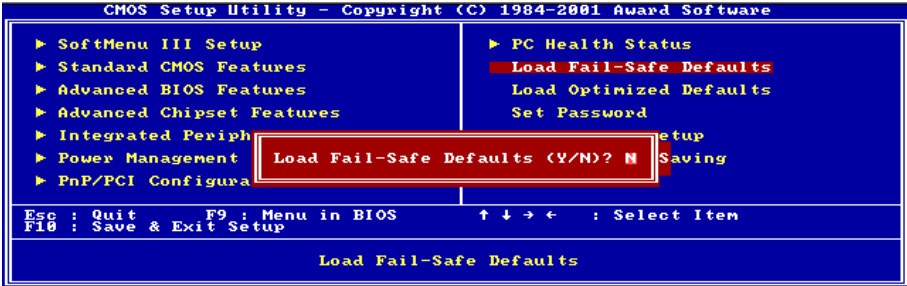 CMOS Setup Utility - Copyright (C) 1984-2001 Award Software
► SoftMenu III Setup
► Standard CMOS Features
► Advanced BIOS Features
► Advanced Chipset Features
► Integrated Periph
► Power Management
► PnP/PCI Configura
► PC Health Status
Load Fail-Safe Defaults
Load Optimized Defaults
Set Password
etup
Saving
Load Fail-Safe Defaults (Y/N)? N
Esc : Quit F9 : Menu in BIOS ↑ ↓ → ← : Select Item
F10 : Save & Exit Setup
Load Fail-Safe Defaults